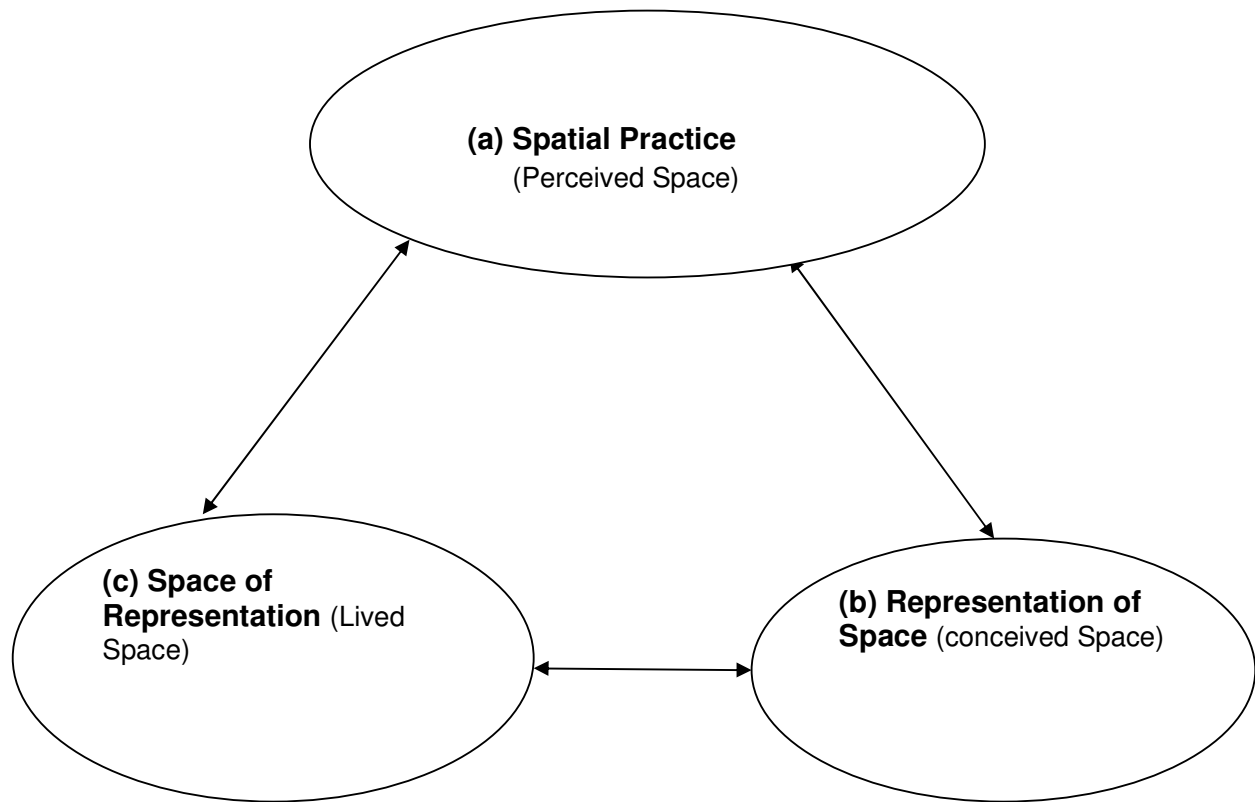 (a) Spatial Practice
(Perceived Space)
(c) Space of
Representation (Lived
Space)
(b) Representation of
Space (conceived Space)